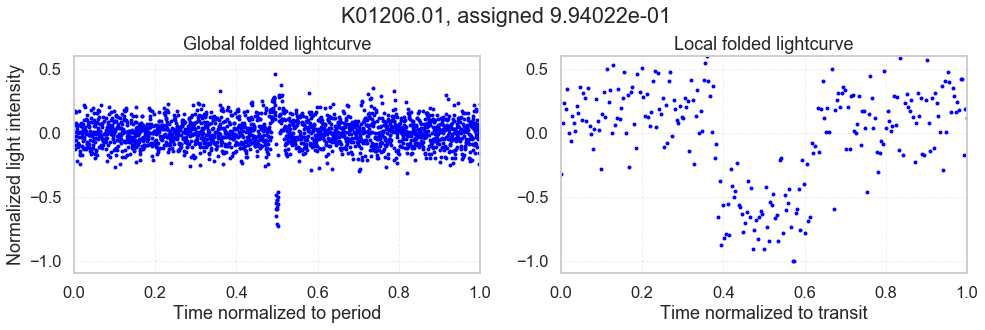 K01206.01, assigned 9.94022e-01
Global folded lightcurve
Local folded lightcurve
Normalized light intensity
0.5
0.0
−0.5
−1.0
0.0 0.2 0.4 0.6 0.8 1.0
Time normalized to period
0.5
0.0
−0.5
−1.0
0.0 0.2 0.4 0.6 0.8 1.0
Time normalized to transit